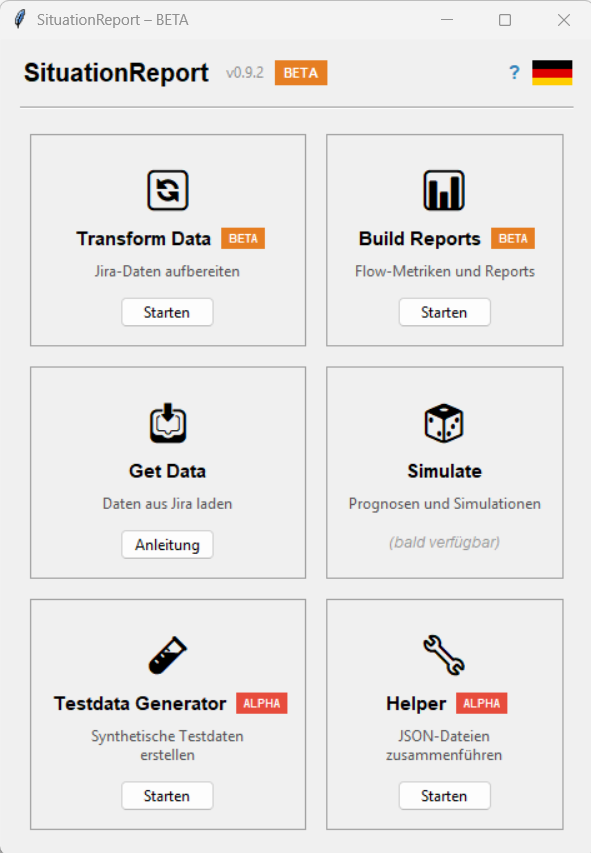 SituationReport – BETA
SituationReport v0.9.2 BETA ?
Transform Data BETA
Jira-Daten aufbereiten
Starten
Build Reports BETA
Flow-Metriken und Reports
Starten
Get Data
Daten aus Jira laden
Anleitung
Simulate
Prognosen und Simulationen
(bald verfügbar)
Testdata Generator ALPHA
Synthetische Testdaten
erstellen
Starten
Helper ALPHA
JSON-Dateien
zusammenführen
Starten